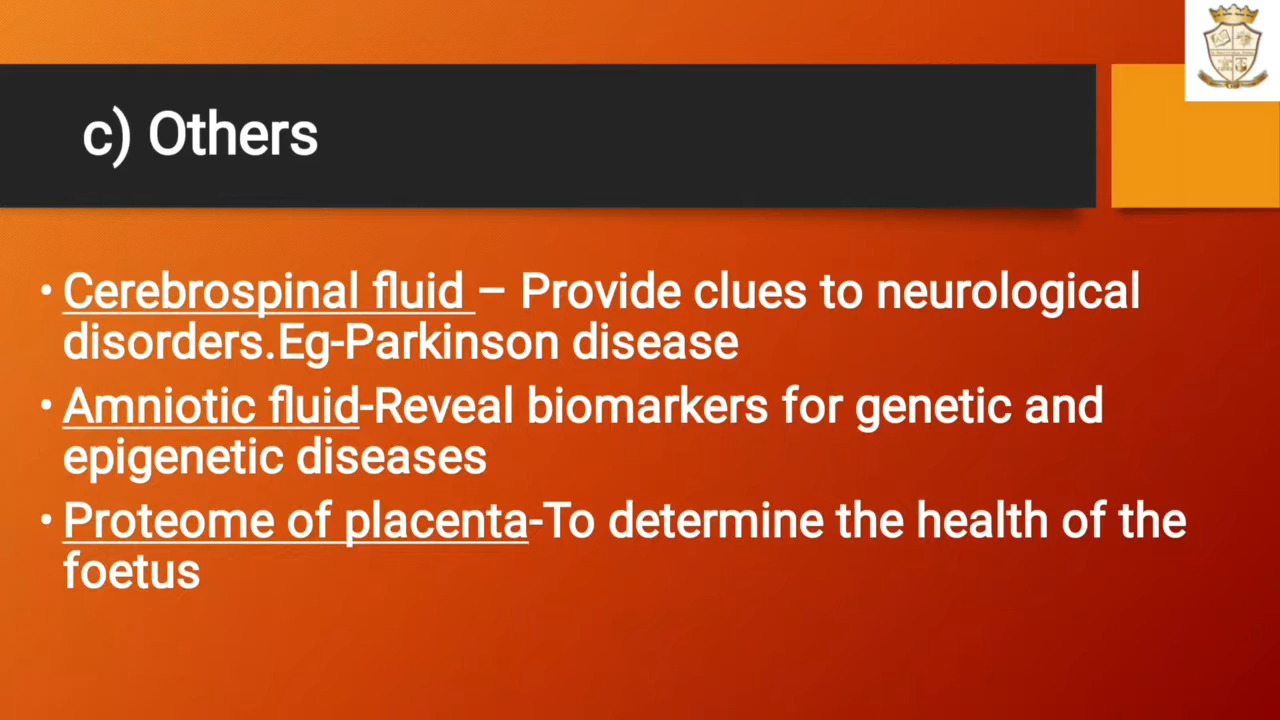 c) Others
• Cerebrospinal fluid – Provide clues to neurological
disorders.Eg-Parkinson disease
• Amniotic fluid-Reveal biomarkers for genetic and
epigenetic diseases
• Proteome of placenta-To determine the health of the
foetus